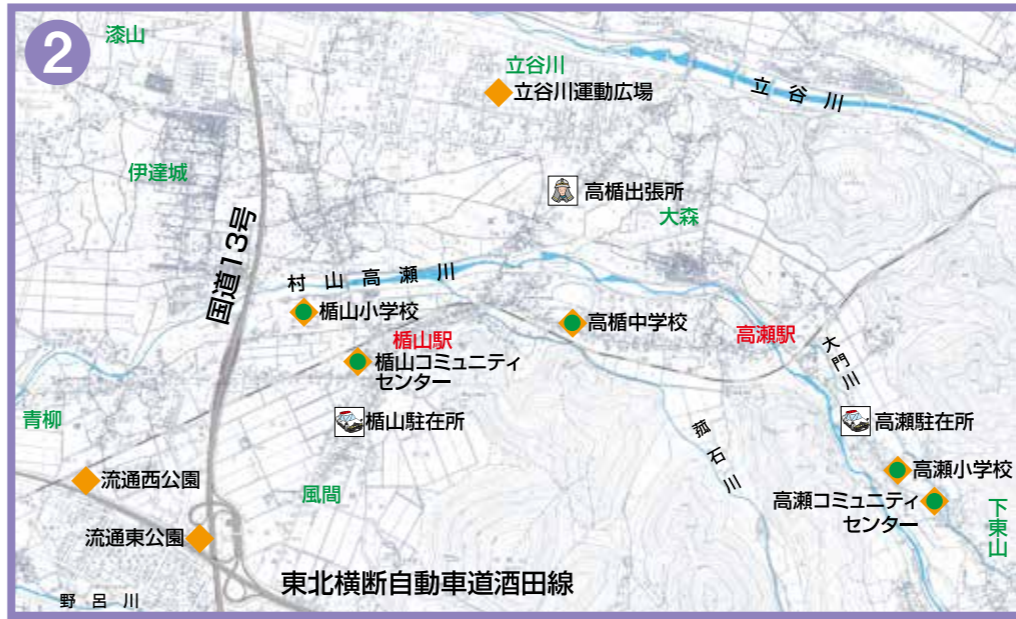 2
漆山
立谷川
立谷川運動広場
立谷川
伊達城
高楯出張所
大森
国道13号
村山高瀬川
楯山小学校
高楯中学校
楯山駅
高瀬駅
楯山コミュニティ
センター
大門川
青柳
楯山駐在所
高瀬駐在所
菰石川
流通西公園
風間
高瀬小学校
高瀬コミュニティ
センター
下東山
流通東公園
東北横断自動車道酒田線
野呂川